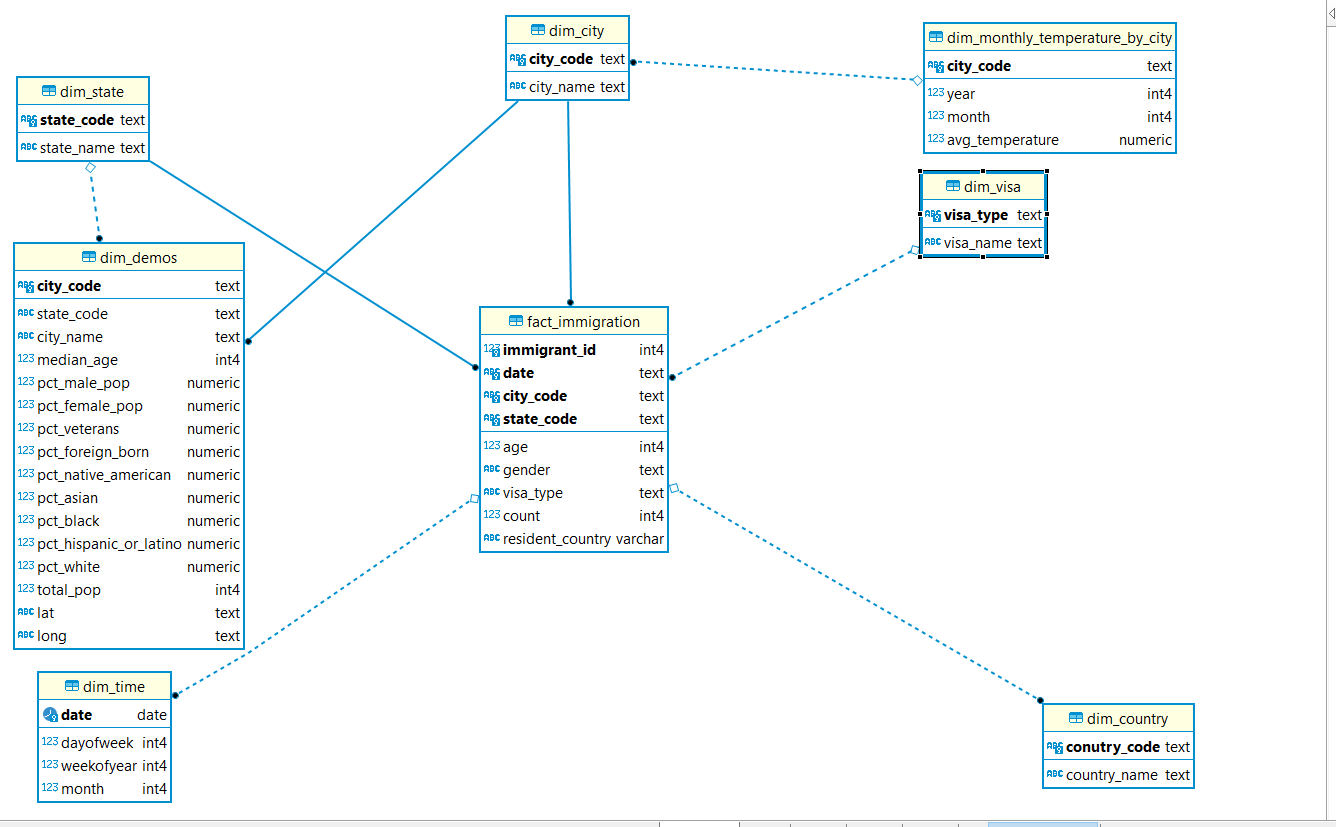 dim_city
city_code text
city_name text
dim_monthly_temperature_by_city
city_code text
year int4
month int4
avg_temperature numeric
dim_state
state_code text
state_name text
dim_visa
visa_type text
visa_name text
dim_demos
city_code text
state_code text
city_name text
median_age int4
pct_male_pop numeric
pct_female_pop numeric
pct_veterans numeric
pct_foreign_born numeric
pct_native_american numeric
pct_asian numeric
pct_black numeric
pct_hispanic_or_latino numeric
pct_white numeric
total_pop int4
lat text
long text
fact_immigration
immigrant_id int4
date text
city_code text
state_code text
age int4
gender text
visa_type text
count int4
resident_country varchar
dim_time
date date
dayofweek int4
weekofyear int4
month int4
dim_country
conutry_code text
country_name text